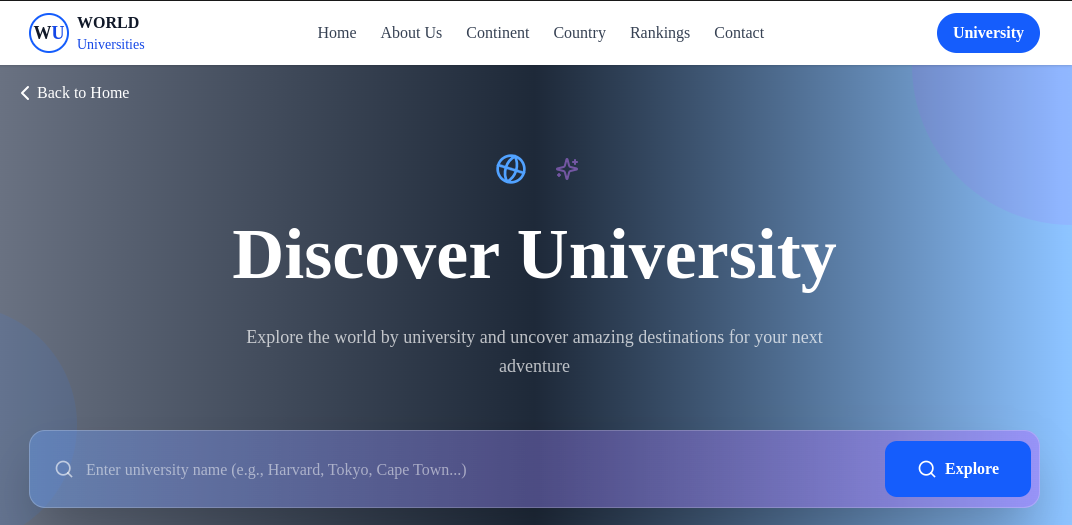 WORLD
WU
Universities
Home About Us Continent Country Rankings Contact
University
Back to Home
Discover University
Explore the world by university and uncover amazing destinations for your next
adventure
Enter university name (e.g., Harvard, Tokyo, Cape Town...)
Explore